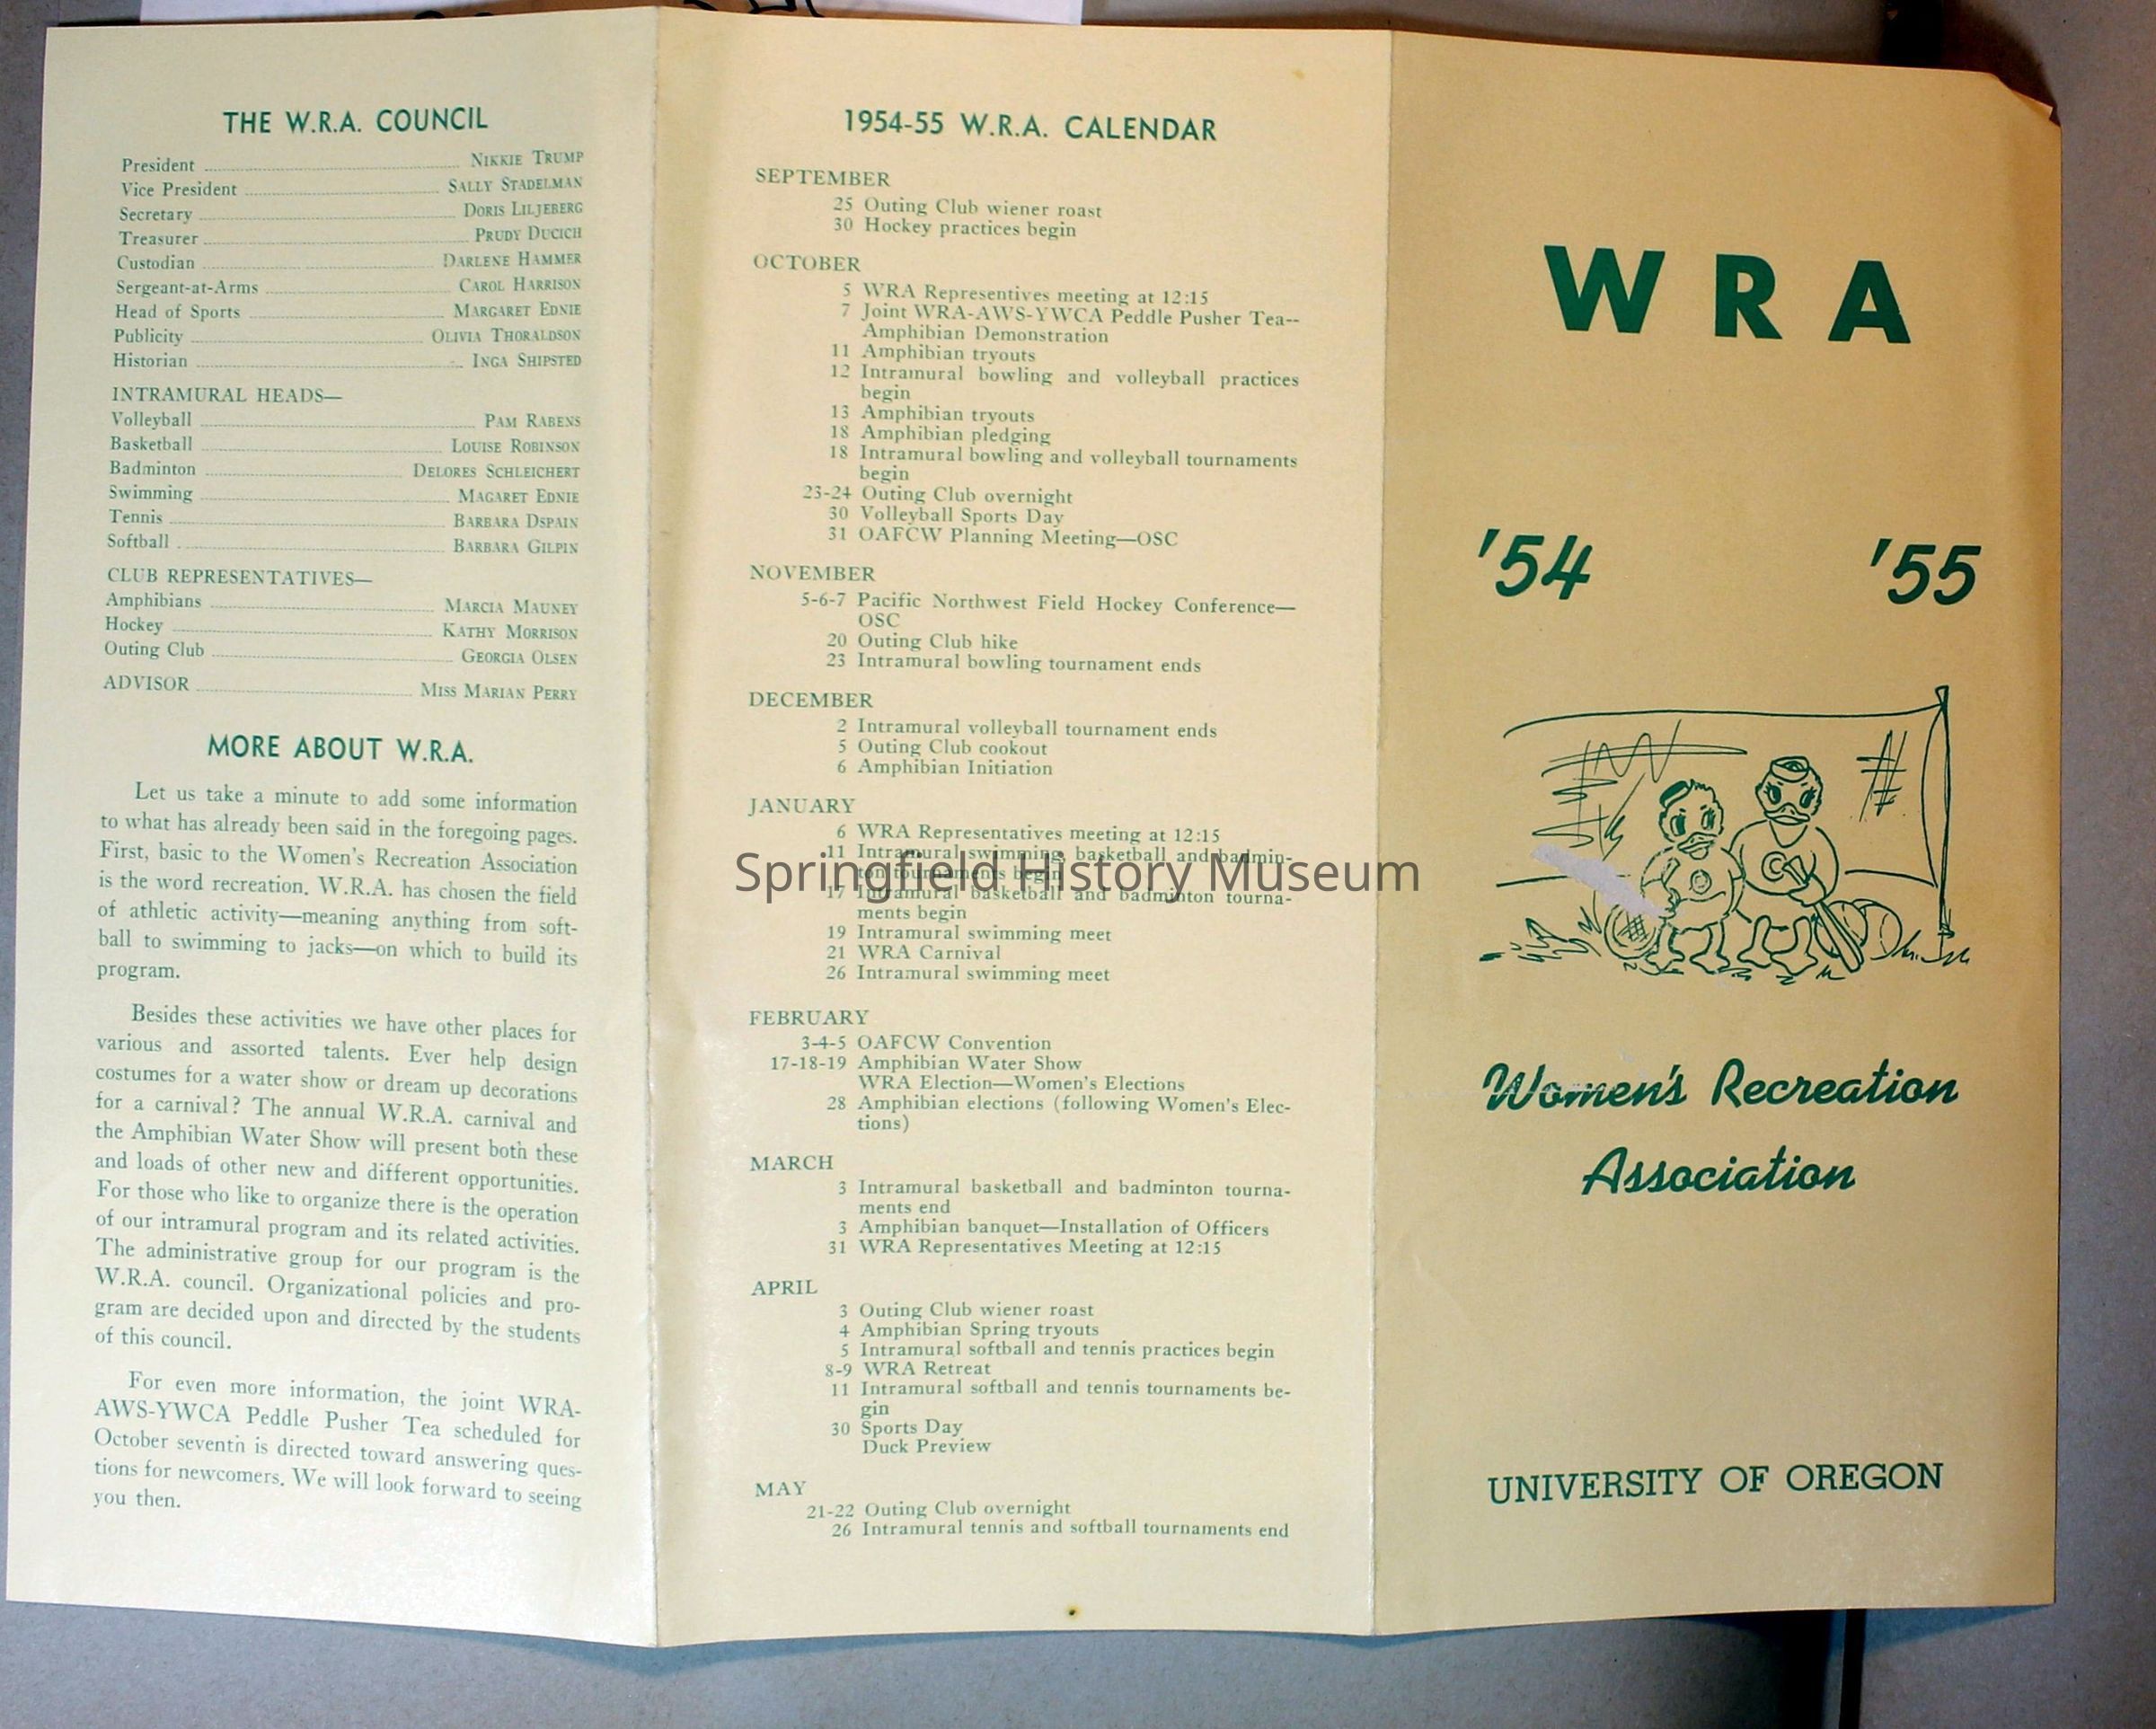 THE W.R.A. COUNCIL
President NIKKIE TRUMP
Vice President SALLY STADELMAN
Secretary DORIS LILJEBERG
Treasurer PRUDY DUCICH
Custodian DARLENE HAMMER
Sergeant-at-Arms CAROL HARRISON
Head of Sports MARGARET EDNIE
Publicity OLIVIA THORALDSON
Historian INGA SHIPSTED
INTRAMURAL HEADS—
Volleyball PAM RABENS
Basketball LOUISE ROBINSON
Badminton DELORES SCHLEICHERT
Swimming MAGARET EDNIE
Tennis BARBARA DSPAIN
Softball BARBARA GILPIN
CLUB REPRESENTATIVES—
Amphibians MARCIA MAUNEY
Hockey KATHY MORRISON
Outing Club GEORGIA OLSEN
ADVISOR MISS MARIAN PERRY
MORE ABOUT W.R.A.
Let us take a minute to add some information
to what has already been said in the foregoing pages.
First, basic to the Women's Recreation Association
is the word recreation. W.R.A. has chosen the field
of athletic activity—meaning anything from soft-
ball to swimming to jacks—on which to build its
program.
Besides these activities we have other places for
various and assorted talents. Ever help design
costumes for a water show or dream up decorations
for a carnival? The annual W.R.A. carnival and
the Amphibian Water Show will present both these
and loads of other new and different opportunities.
For those who like to organize there is the operation
of our intramural program and its related activities.
The administrative group for our program is the
W.R.A. council. Organizational policies and pro-
gram are decided upon and directed by the students
of this council.
For even more information, the joint WRA-
AWS-YWCA Peddle Pusher Tea scheduled for
October seventh is directed toward answering ques-
tions for newcomers. We will look forward to seeing
you then.
1954-55 W.R.A. CALENDAR
SEPTEMBER
25 Outing Club wiener roast
30 Hockey practices begin
OCTOBER
5 WRA Representives meeting at 12:15
7 Joint WRA-AWS-YWCA Peddle Pusher Tea--
Amphibian Demonstration
11 Amphibian tryouts
12 Intramural bowling and volleyball practices
begin
13 Amphibian tryouts
18 Amphibian pledging
18 Intramural bowling and volleyball tournaments
begin
23-24 Outing Club overnight
30 Volleyball Sports Day
31 OAFCW Planning Meeting—OSC
NOVEMBER
5-6-7 Pacific Northwest Field Hockey Conference—
OSC
20 Outing Club hike
23 Intramural bowling tournament ends
DECEMBER
2 Intramural volleyball tournament ends
5 Outing Club cookout
6 Amphibian Initiation
JANUARY
6 WRA Representatives meeting at 12:15
11 Intramural swimming, basketball and badmin-
ton tournaments begin
Springfield History Museum
17 Intramural basketball and badminton tourna-
ments begin
19 Intramural swimming meet
21 WRA Carnival
26 Intramural swimming meet
FEBRUARY
3-4-5 OAFCW Convention
17-18-19 Amphibian Water Show
WRA Election—Women's Elections
28 Amphibian elections (following Women's Elec-
tions)
MARCH
3 Intramural basketball and badminton tourna-
ments end
3 Amphibian banquet—Installation of Officers
31 WRA Representatives Meeting at 12:15
APRIL
3 Outing Club wiener roast
4 Amphibian Spring tryouts
5 Intramural softball and tennis practices begin
8-9 WRA Retreat
11 Intramural softball and tennis tournaments be-
gin
30 Sports Day
Duck Preview
MAY
21-22 Outing Club overnight
26 Intramural tennis and softball tournaments end
W R A
'54 '55
Women's Recreation
Association
UNIVERSITY OF OREGON